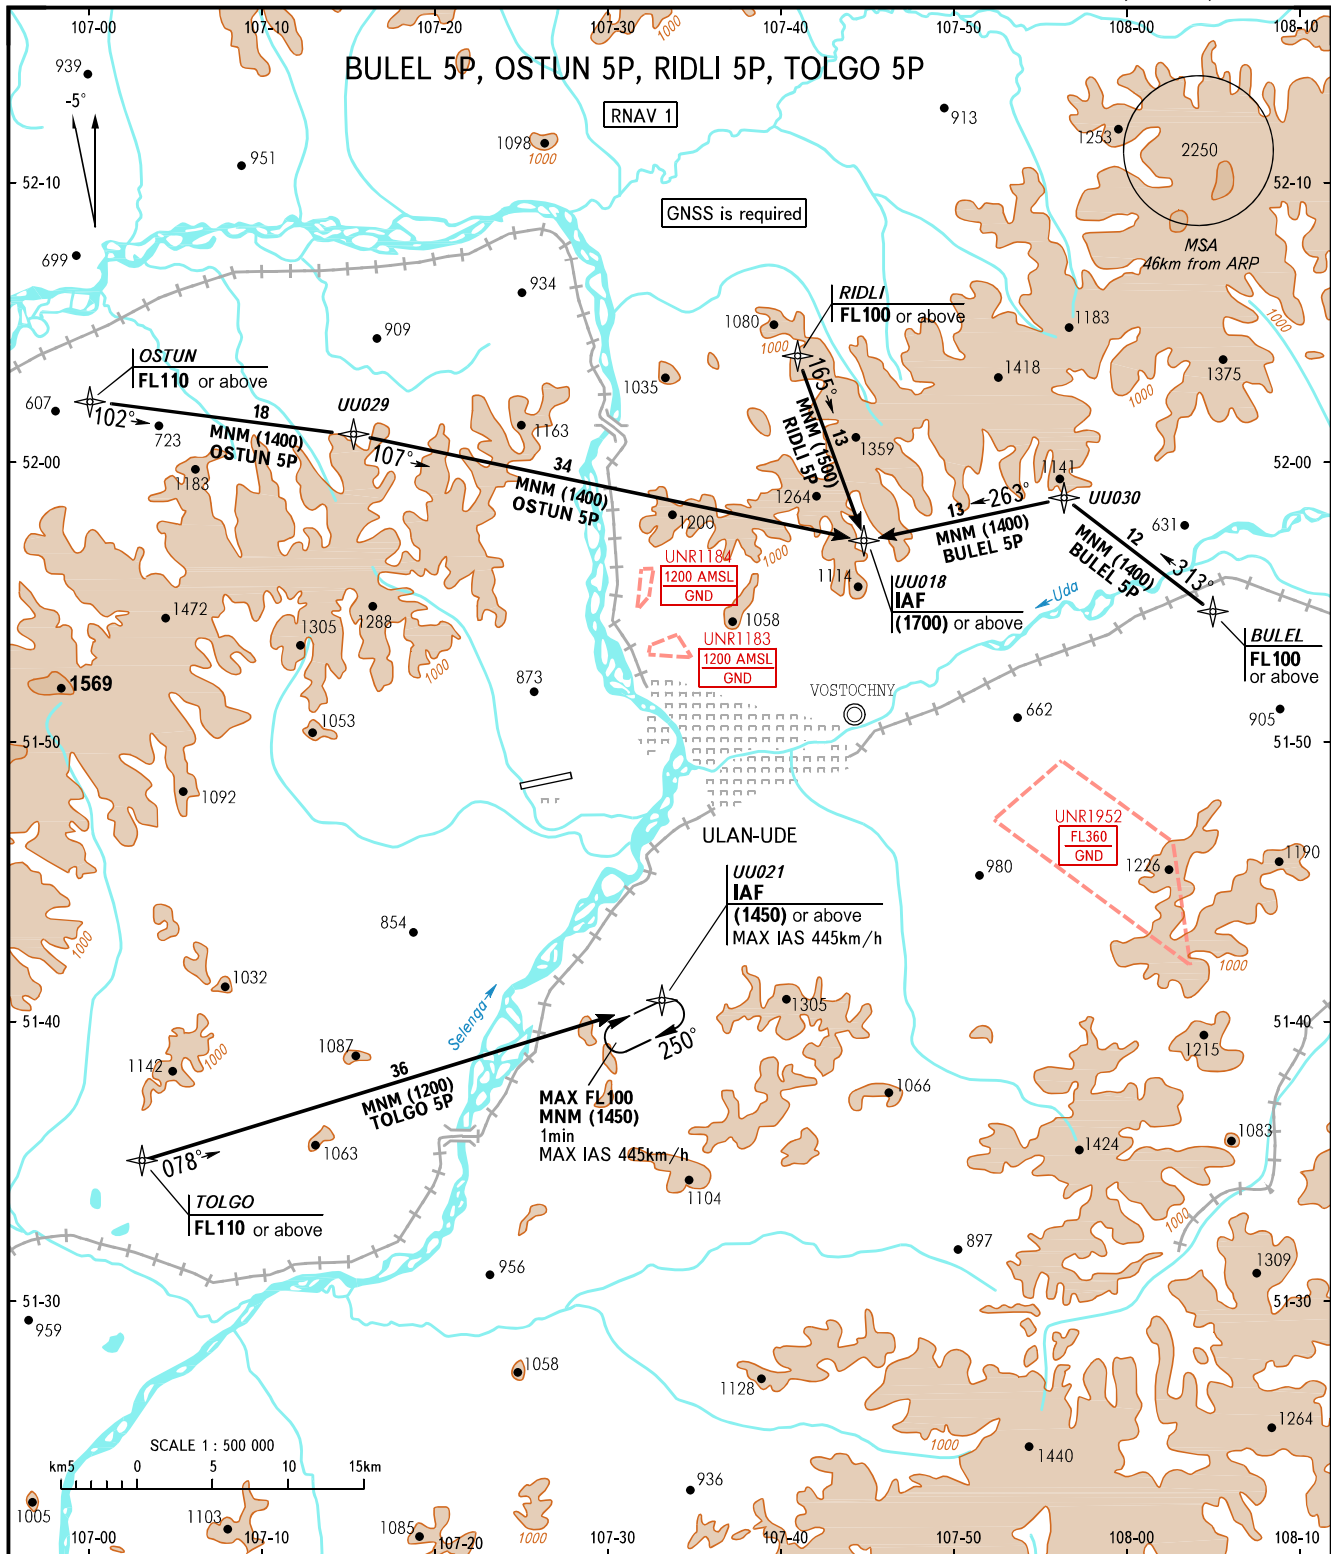 107-00
107-10
107-20
107-30
107-40
107-50
108-00
108-10
BULEL 5P, OSTUN 5P, RIDLI 5P, TOLGO 5P
RNAV 1
GNSS is required
939
-5°
951
1098
1000
1000
913
1253
2250
MSA
46km from ARP
52-10
52-10
699
934
909
1080
1000
RIDLI
FL100 or above
1183
1000
1375
1418
1000
1035
OSTUN
FL110 or above
607
102°
723
18
MNM (1400)
OSTUN 5P
UU029
107°
1163
34
MNM (1400)
OSTUN 5P
165°
13
MNM (1500)
RIDLI 5P
1359
1264
52-00
52-00
1183
1200
1000
1141
UU030
263°
13
MNM (1400)
BULEL 5P
12
MNM (1400)
BULEL 5P
313°
631
UNR1184
1200 AMSL
GND
1114
UU018
IAF
(1700) or above
Uda
1058
UNR1183
1200 AMSL
GND
BULEL
FL100
or above
1472
1305
1288
1000
1569
1053
873
VOSTOCHNY
662
905
51-50
51-50
1092
ULAN-UDE
UNR1952
FL360
GND
1226
1190
980
1000
UU021
IAF
(1450) or above
MAX IAS 445km/h
854
1000
1032
Selenga
1305
51-40
51-40
250°
1087
1142
1000
1215
36
MNM (1200)
TOLGO 5P
MAX FL100
MNM (1450)
1min
MAX IAS 445km/h
1066
1063
078°
1424
1083
1104
TOLGO
FL110 or above
1000
897
956
1309
51-30
51-30
959
1058
1128
1264
1000
1440
SCALE 1 : 500 000
km5
0
5
10
15km
936
1005
1103
1085
1000
107-00
107-10
107-20
107-30
107-40
107-50
108-00
108-10